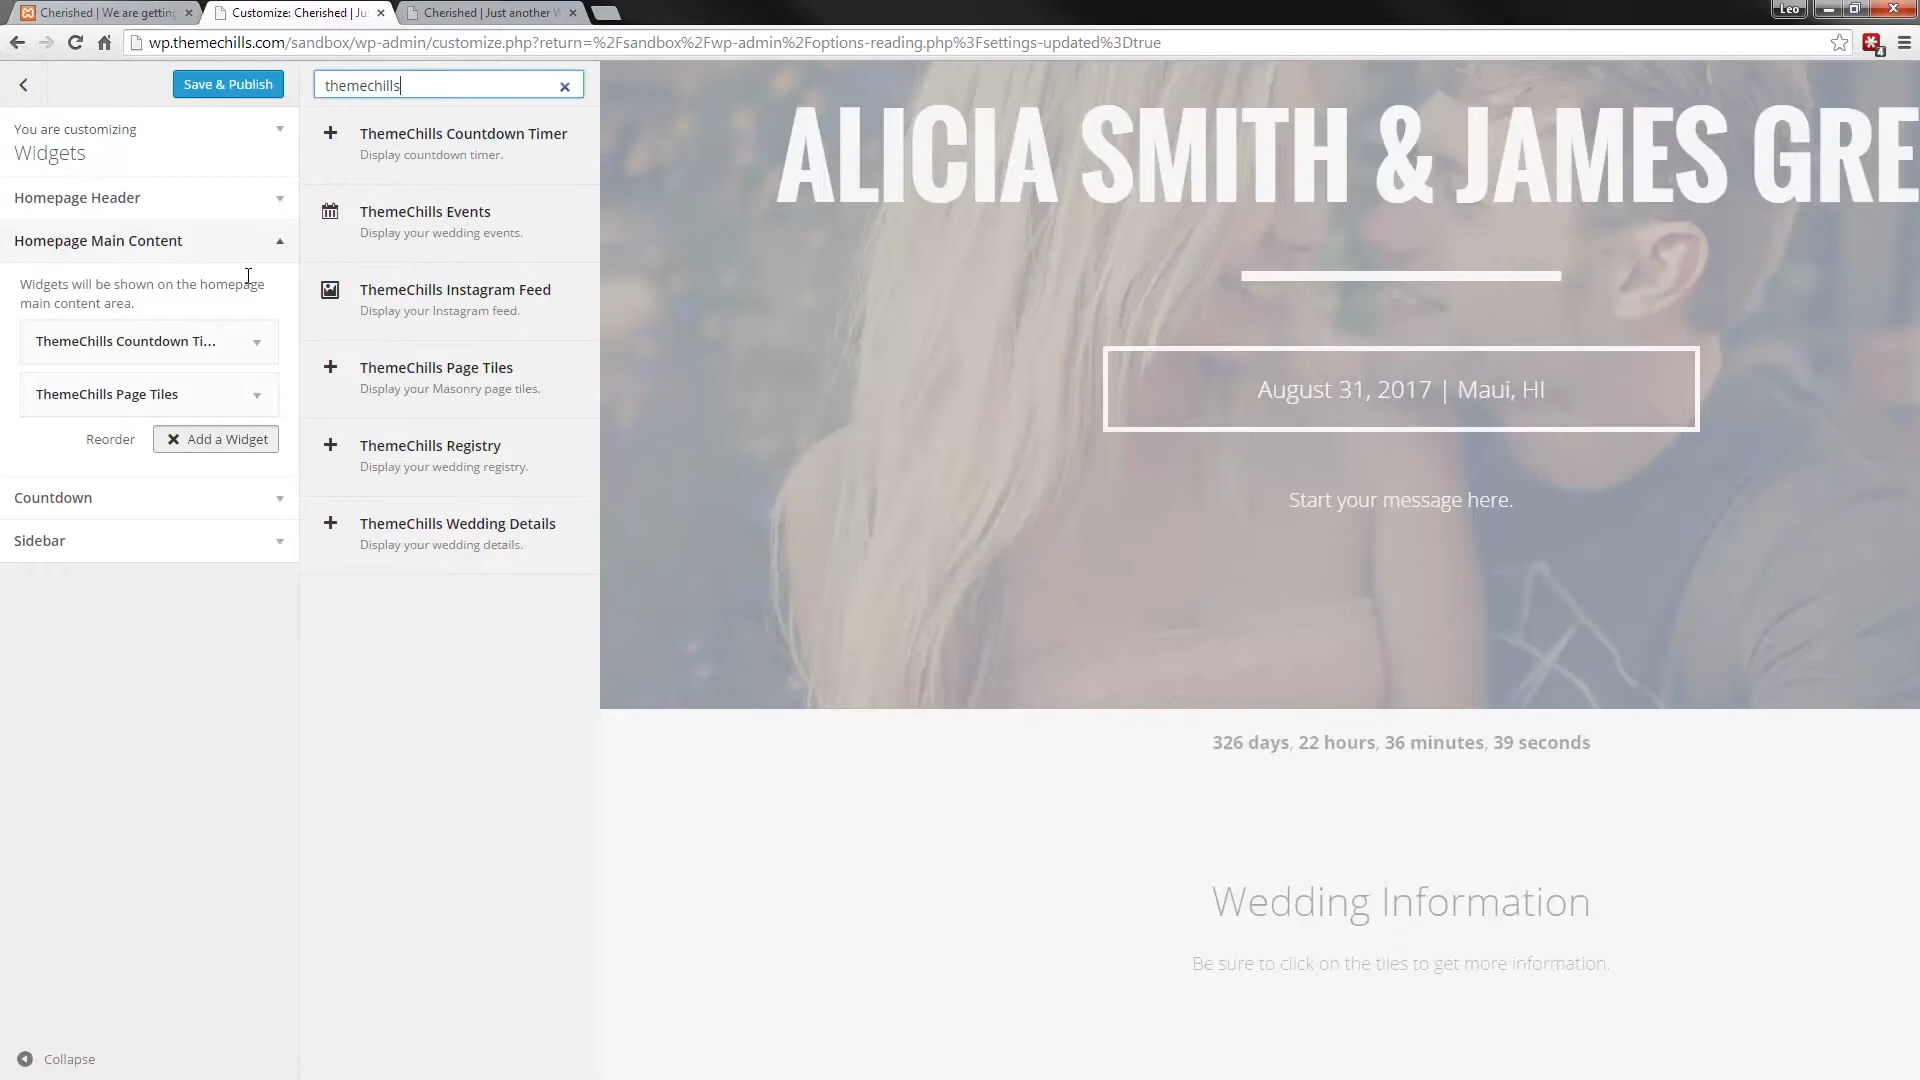 Cherished | We are getting
Customize: Cherished | Ju
Cherished | Just another W
Leo
wp.themechills.com/sandbox/wp-admin/customize.php?return=%2Fsandbox%2Fwp-admin%2Foptions-reading.php%3Fsettings-updated%3Dtrue
4
Save & Publish
You are customizing
Widgets
Homepage Header
Homepage Main Content
Widgets will be shown on the homepage
main content area.
ThemeChills Countdown Ti...
ThemeChills Page Tiles
Reorder
Add a Widget
Countdown
Sidebar
Collapse
themechills
ThemeChills Countdown Timer
Display countdown timer.
ThemeChills Events
Display your wedding events.
ThemeChills Instagram Feed
Display your Instagram feed.
ThemeChills Page Tiles
Display your Masonry page tiles.
ThemeChills Registry
Display your wedding registry.
ThemeChills Wedding Details
Display your wedding details.
ALICIA SMITH & JAMES GRE
August 31, 2017 | Maui, HI
Start your message here.
326 days, 22 hours, 36 minutes, 39 seconds
Wedding Information
Be sure to click on the tiles to get more information.